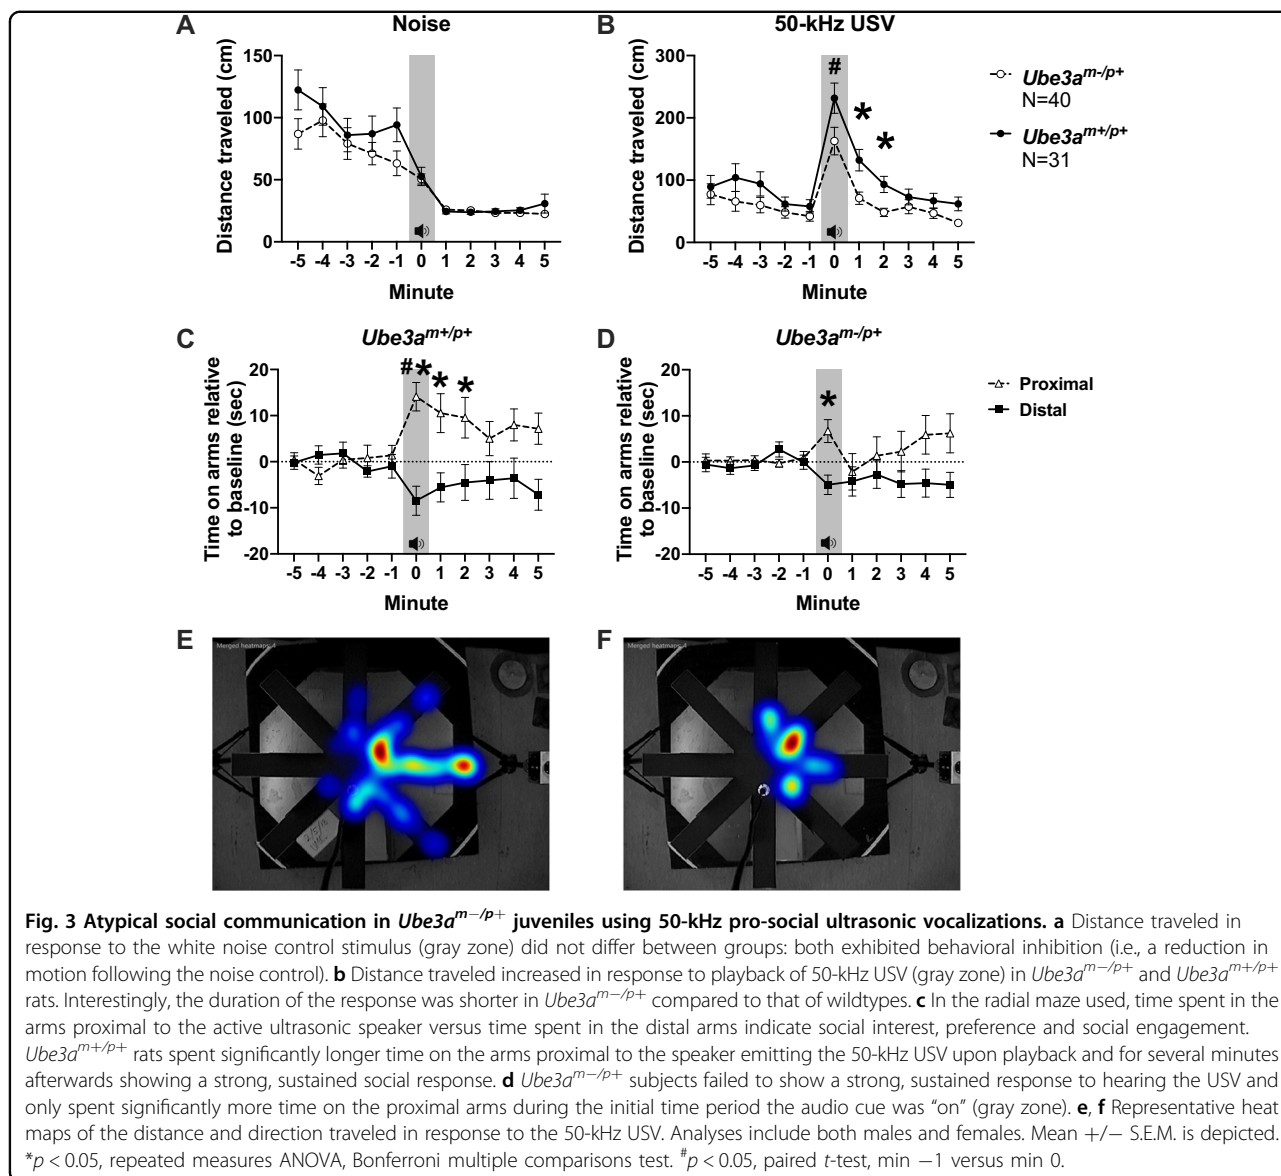 A
Noise
Distance traveled (cm)
150
100
50
0
-5 -4 -3 -2 -1 0 1 2 3 4 5
Minute
B
50-kHz USV
Distance traveled (cm)
300
200
100
0
#
*
*
-5 -4 -3 -2 -1 0 1 2 3 4 5
Minute
Ube3a^m-/p+
N=40
Ube3a^m+/p+
N=31
C
Ube3a^m+/p+
Time on arms relative
to baseline (sec)
20
10
0
-10
-20
#* * *
-5 -4 -3 -2 -1 0 1 2 3 4 5
Minute
D
Ube3a^m-/p+
Time on arms relative
to baseline (sec)
20
10
0
-10
-20
*
-5 -4 -3 -2 -1 0 1 2 3 4 5
Minute
Proximal
Distal
E
Merged heatmaps: 4
F
Merged heatmaps: 4
Fig. 3 Atypical social communication in Ube3a^m−/p+ juveniles using 50-kHz pro-social ultrasonic vocalizations. a Distance traveled in
response to the white noise control stimulus (gray zone) did not differ between groups: both exhibited behavioral inhibition (i.e., a reduction in
motion following the noise control). b Distance traveled increased in response to playback of 50-kHz USV (gray zone) in Ube3a^m−/p+ and Ube3a^m+/p+
rats. Interestingly, the duration of the response was shorter in Ube3a^m−/p+ compared to that of wildtypes. c In the radial maze used, time spent in the
arms proximal to the active ultrasonic speaker versus time spent in the distal arms indicate social interest, preference and social engagement.
Ube3a^m+/p+ rats spent significantly longer time on the arms proximal to the speaker emitting the 50-kHz USV upon playback and for several minutes
afterwards showing a strong, sustained social response. d Ube3a^m−/p+ subjects failed to show a strong, sustained response to hearing the USV and
only spent significantly more time on the proximal arms during the initial time period the audio cue was “on” (gray zone). e, f Representative heat
maps of the distance and direction traveled in response to the 50-kHz USV. Analyses include both males and females. Mean +/− S.E.M. is depicted.
*p < 0.05, repeated measures ANOVA, Bonferroni multiple comparisons test. #p < 0.05, paired t-test, min −1 versus min 0.